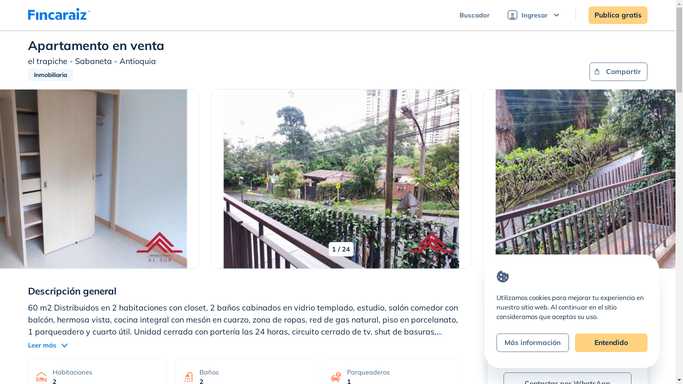 Fincaraiz
Buscador
Ingresar
Publica gratis
Apartamento en venta
el trapiche - Sabaneta - Antioquia
Inmobiliaria
Compartir
AL SUR
1 / 24
Descripción general
60 m2 Distribuidos en 2 habitaciones con closet, 2 baños cabinados en vidrio templado, estudio, salón comedor con
balcón, hermosa vista, cocina integral con mesón en cuarzo, zona de ropas, red de gas natural, piso en porcelanato,
1 parqueadero y cuarto útil. Unidad cerrada con portería las 24 horas, circuito cerrado de tv, shut de basuras,...
Leer más
Habitaciones
2
Baños
2
Parqueaderos
1
Utilizamos cookies para mejorar tu experiencia en
nuestro sitio web. Al continuar en el sitio
consideramos que aceptas su uso.
Más información
Entendido
Contactar por WhatsApp